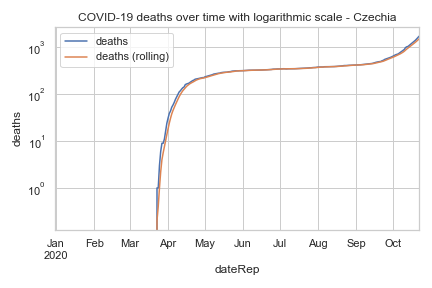 COVID-19 deaths over time with logarithmic scale - Czechia
deaths
deaths (rolling)
10³
10²
10¹
10⁰
deaths
Jan Feb Mar Apr May Jun Jul Aug Sep Oct
2020
dateRep